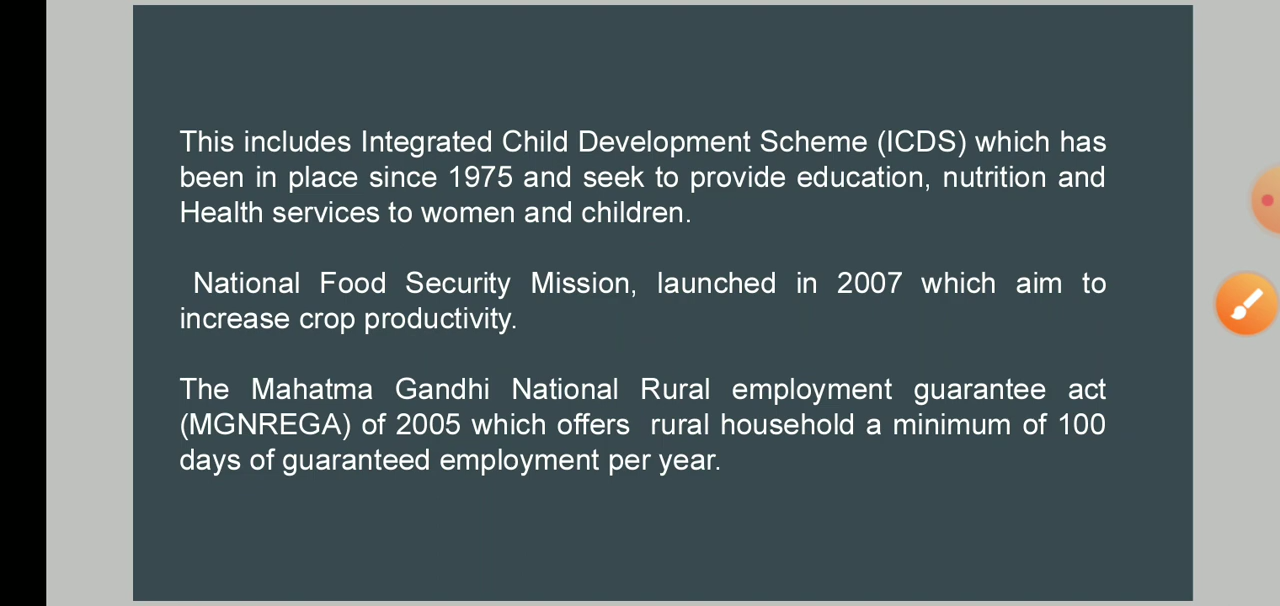 This includes Integrated Child Development Scheme (ICDS) which has
been in place since 1975 and seek to provide education, nutrition and
Health services to women and children.
National Food Security Mission, launched in 2007 which aim to
increase crop productivity.
The Mahatma Gandhi National Rural employment guarantee act
(MGNREGA) of 2005 which offers rural household a minimum of 100
days of guaranteed employment per year.